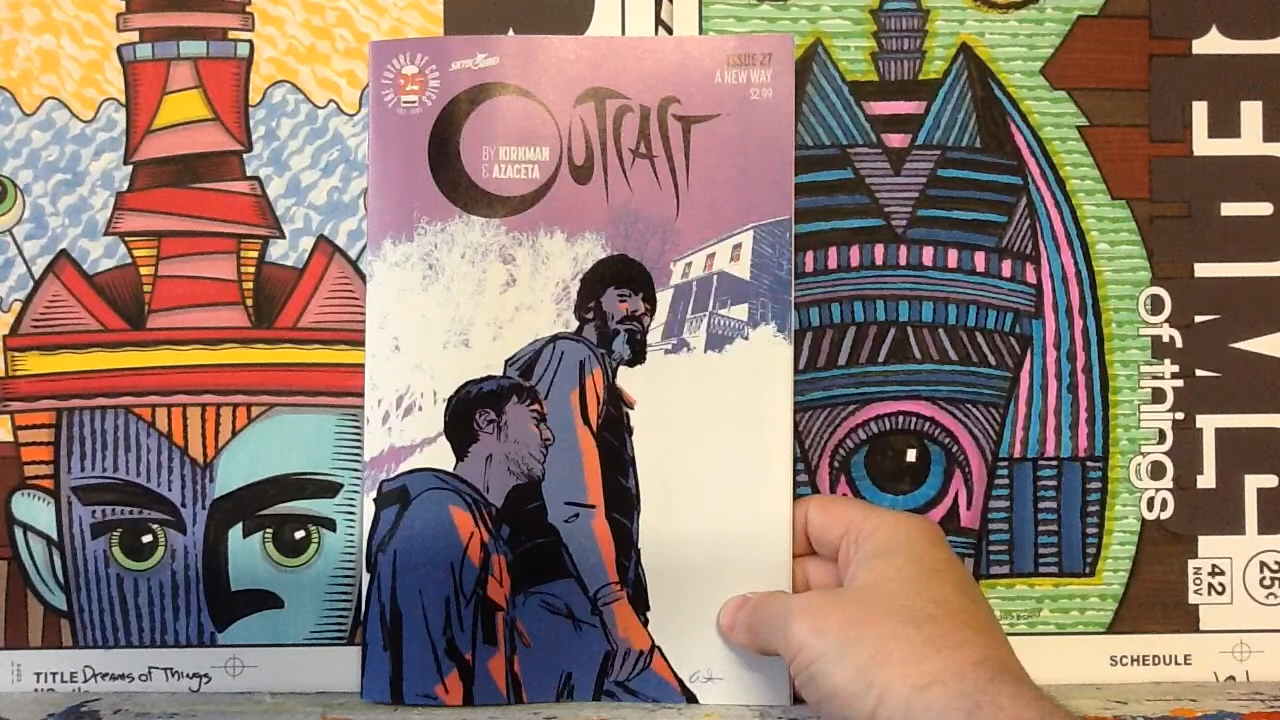 THE FUTURE OF COMICS
25
SKYBOUND
ISSUE 27
A NEW WAY
$2.99
OUTCAST
BY KIRKMAN
& AZACETA
of things
42
NOV
25¢
TITLE Dreams of Things
SCHEDULE